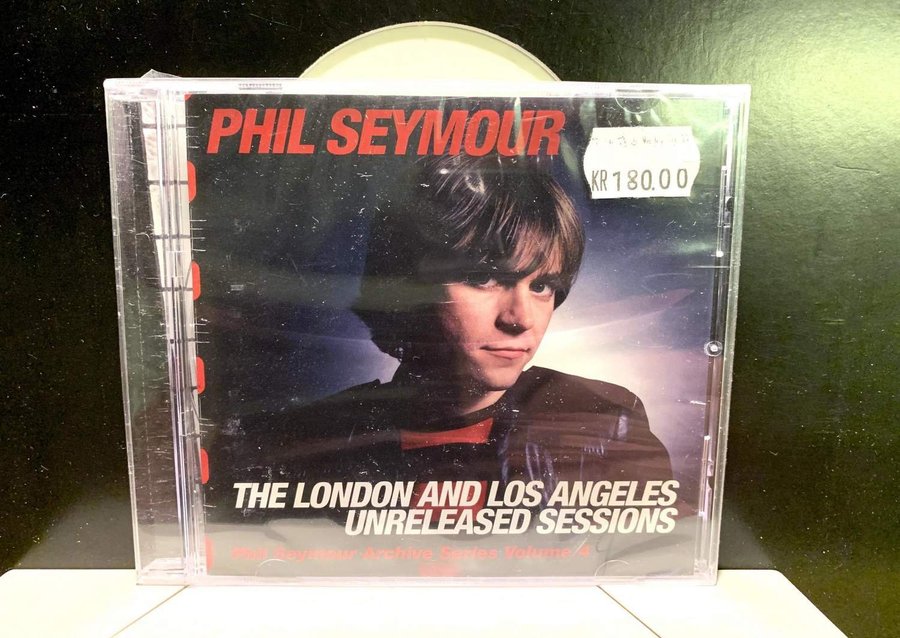 PHIL SEYMOUR
KR 180.00
THE LONDON AND LOS ANGELES
UNRELEASED SESSIONS
Phil Seymour Archive Series Volume 4